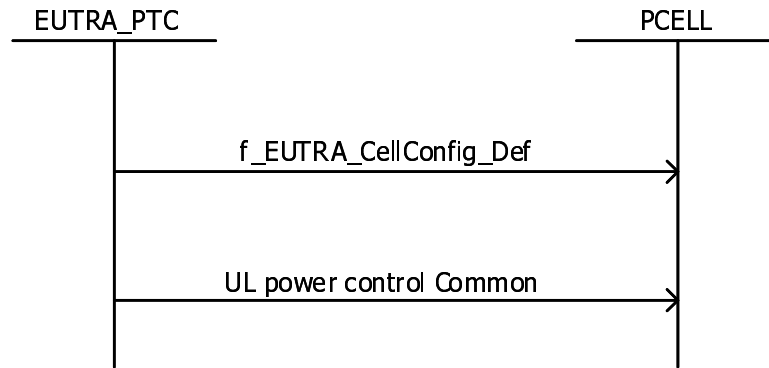 EUTRA_PTC
PCELL
f_EUTRA_CellConfig_Def
UL power control Common